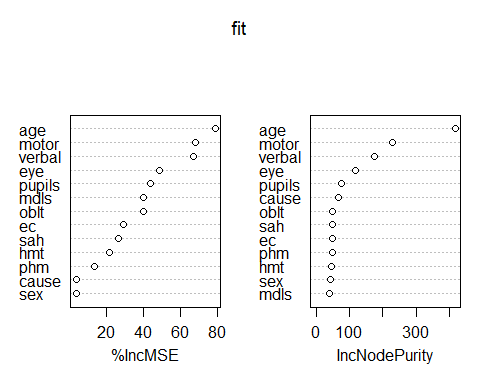 fit
age
motor
verbal
eye
pupils
mdls
oblt
ec
sah
hmt
phm
cause
sex
20 40 60 80
%IncMSE
age
motor
verbal
eye
pupils
cause
oblt
sah
ec
phm
hmt
sex
mdls
0 100 300
IncNodePurity